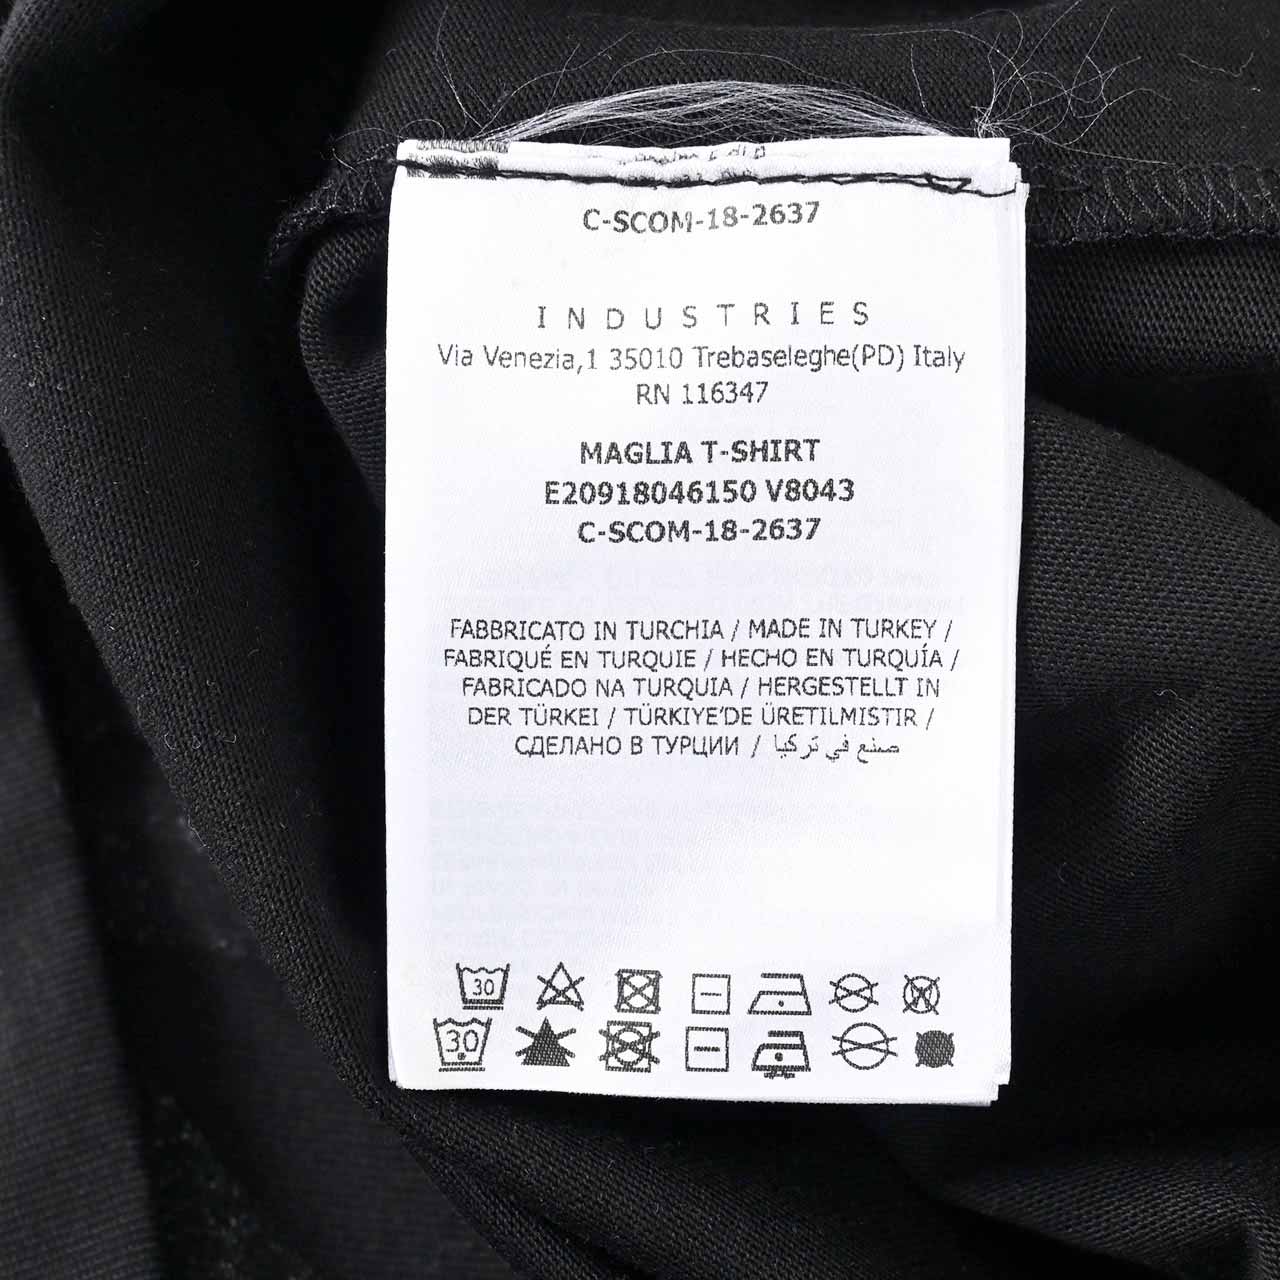 C-SCOM-18-2637
INDUSTRIES
Via Venezia,1 35010 Trebaseleghe(PD) Italy
RN 116347
MAGLIA T-SHIRT
E20918046150 V8043
C-SCOM-18-2637
FABBRICATO IN TURCHIA / MADE IN TURKEY /
FABRIQUÉ EN TURQUIE / HECHO EN TURQUÍA /
FABRICADO NA TURQUIA / HERGESTELLT IN
DER TÜRKEI / TÜRKIYE'DE ÜRETILMISTIR /
СДЕЛАНО В ТУРЦИИ / صنع في تركيا
30
30